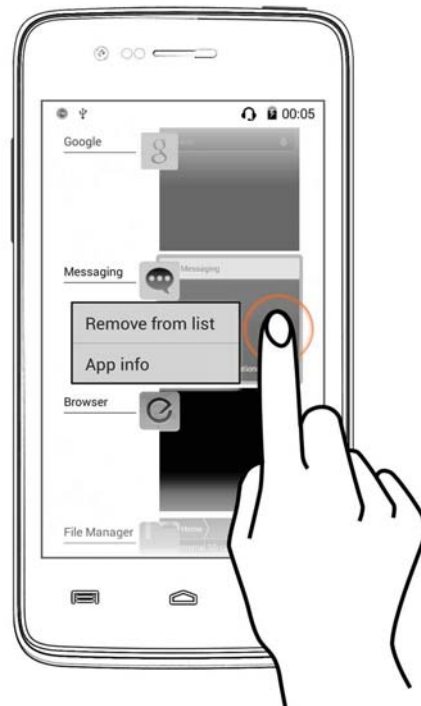 00:05
Google
Messaging
Messaging
Remove from list
App info
Browser
File Manager
Home